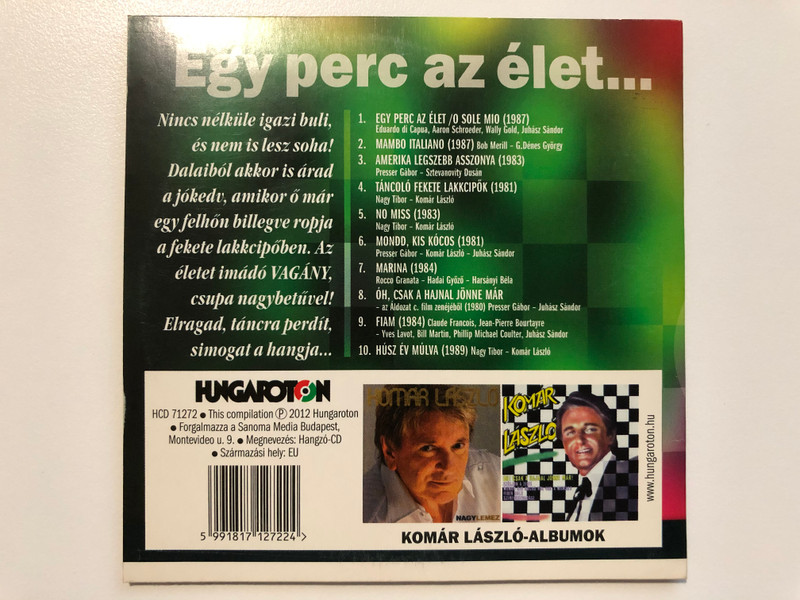 Egy perc az élet...
Nincs nélküle igazi buli,
és nem is lesz soha!
Dalaiból akkor is árad
a jókedv, amikor ő már
egy felhőn billegve ropja
a fekete lakkcipőben. Az
életet imádó VAGÁNY,
csupa nagybetűvel!
Elragad, táncra perdít,
simogat a hangja...
1. EGY PERC AZ ÉLET /O SOLE MIO (1987)
Eduardo di Capua, Aaron Schroeder, Wally Gold, Juhász Sándor
2. MAMBO ITALIANO (1987) Bob Merill – G.Dénes György
3. AMERIKA LEGSZEBB ASSZONYA (1983)
Presser Gábor – Sztevanovity Dusán
4. TÁNCOLÓ FEKETE LAKKCIPŐK (1981)
Nagy Tibor – Komár László
5. NO MISS (1983)
Nagy Tibor – Komár László
6. MONDD, KIS KÓCOS (1981)
Presser Gábor – Komár László – Juhász Sándor
7. MARINA (1984)
Rocco Granata – Hadai Győző – Harsányi Béla
8. ÓH, CSAK A HAJNAL JÖNNE MÁR
– az Áldozat c. film zenéjéből (1980) Presser Gábor – Juhász Sándor
9. FIAM (1984) Claude Francois, Jean-Pierre Bourtayre
– Yves Lavot, Bill Martin, Phillip Michael Coulter, Juhász Sándor
10. HÚSZ ÉV MÚLVA (1989) Nagy Tibor – Komár László
HUNGAROTON
HCD 71272 ● This compilation Ⓟ 2012 Hungaroton
● Forgalmazza a Sanoma Media Budapest,
Montevideo u. 9. ● Megnevezés: Hangzó-CD
● Származási hely: EU
5 991817 127224 >
KOMÁR LÁSZLÓ
NAGYLEMEZ
KOMÁR
LÁSZLÓ
CSAK A HAJNAL JÖNNE MÁR!
KOMÁR LÁSZLÓ-ALBUMOK
www.hungaroton.hu